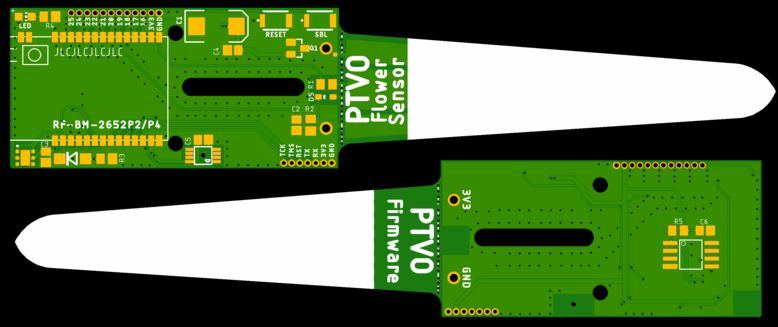 LED
R4
25
24
23
22
21
20
19
18
17
16
3V3
GND
C1
RESET
SBL
JLCJLCJLCJLC
C4
Q1
PTVO
Flower
Sensor
R1
D5
C2
R2
RF-BM-2652P2/P4
C5
R3
TCK
TMS
RST
TX
RX
3V3
GND
PTVO
Firmware
3V3
GND
R5
C6